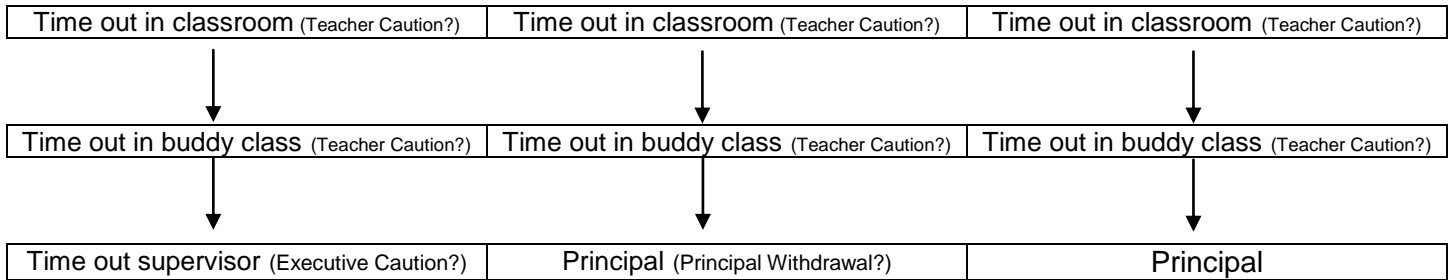 Time out in classroom (Teacher Caution?) Time out in classroom (Teacher Caution?) Time out in classroom (Teacher Caution?)
Time out in buddy class (Teacher Caution?) Time out in buddy class (Teacher Caution?) Time out in buddy class (Teacher Caution?)
Time out supervisor (Executive Caution?) Principal (Principal Withdrawal?) Principal